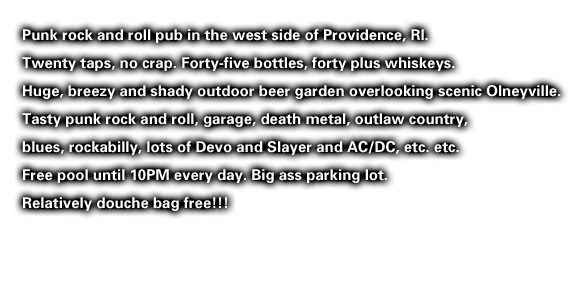 Punk rock and roll pub in the west side of Providence, RI.
Twenty taps, no crap. Forty-five bottles, forty plus whiskeys.
Huge, breezy and shady outdoor beer garden overlooking scenic Olneyville.
Tasty punk rock and roll, garage, death metal, outlaw country,
blues, rockabilly, lots of Devo and Slayer and AC/DC, etc. etc.
Free pool until 10PM every day. Big ass parking lot.
Relatively douche bag free!!!